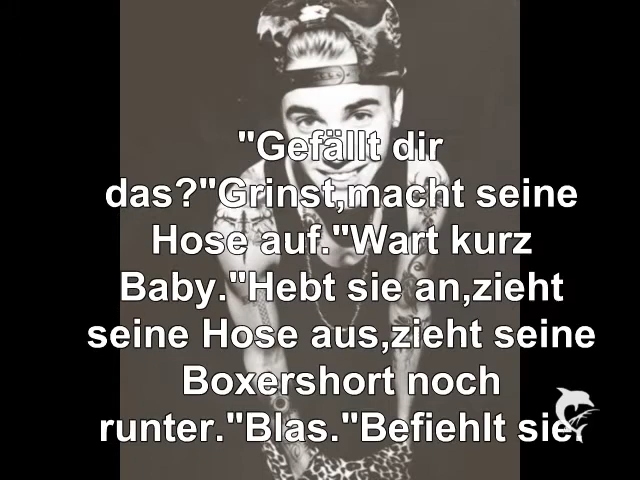 "Gefällt dir
das?"Grinst,macht seine
Hose auf."Wart kurz
Baby."Hebt sie an,zieht
seine Hose aus,zieht seine
Boxershort noch
runter."Blas."Befiehlt sie.